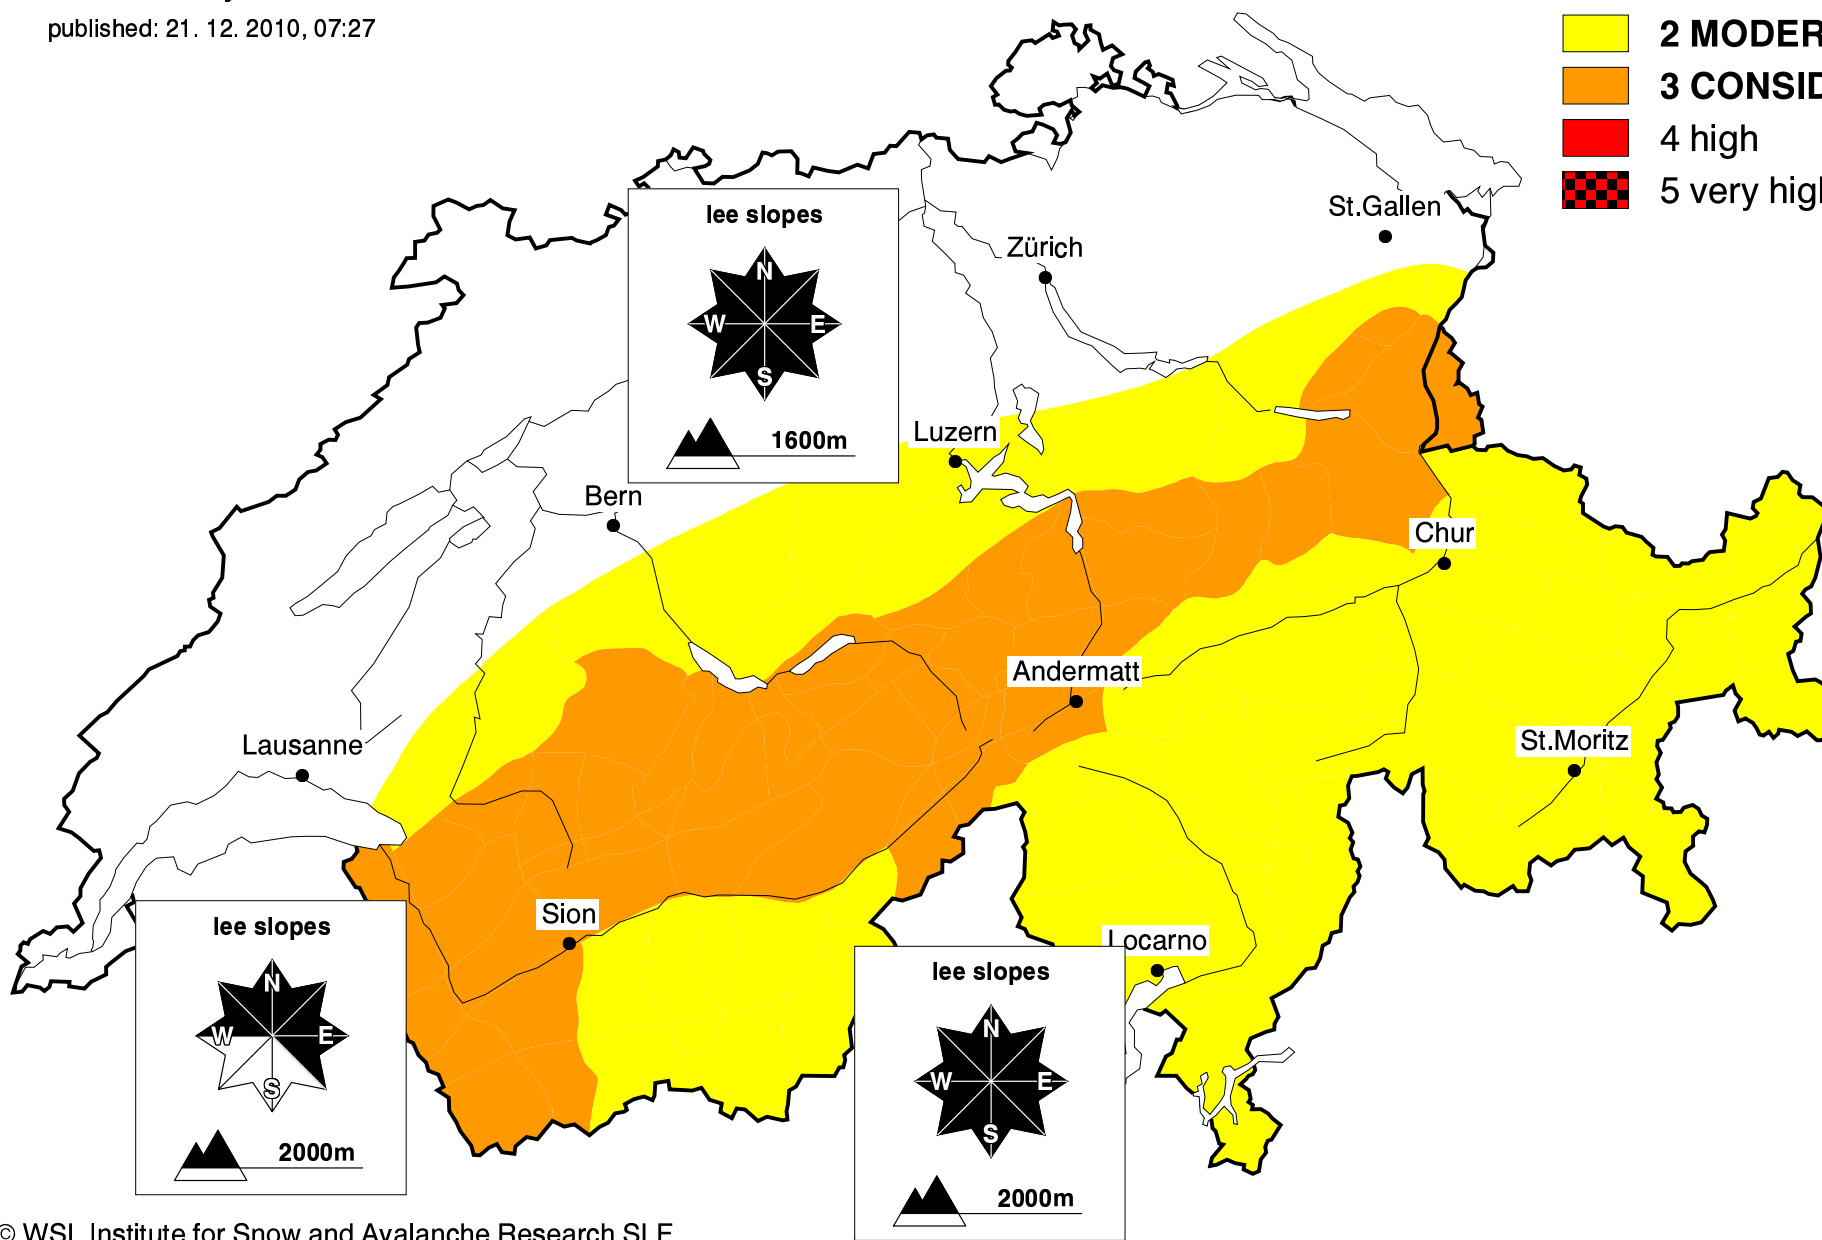 published: 21. 12. 2010, 07:27
2 MODER
3 CONSID
4 high
5 very high
St.Gallen
Zürich
lee slopes
N
W E
S
1600m
Luzern
Bern
Chur
Andermatt
Lausanne
St.Moritz
Sion
Locarno
lee slopes
N
W E
S
2000m
lee slopes
N
W E
S
2000m
© WSL Institute for Snow and Avalanche Research SLF